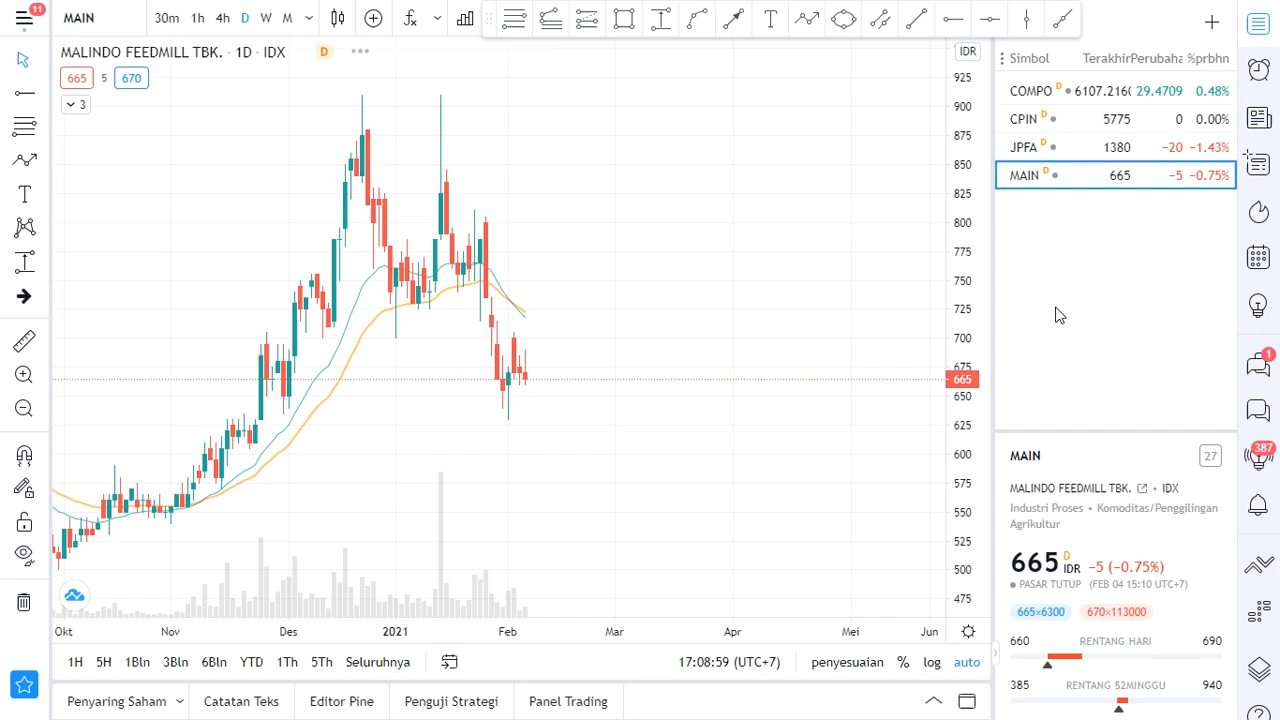 11
MAIN
30m 1h 4h D W M
MALINDO FEEDMILL TBK. · 1D · IDX D
665 5 670
3
IDR
925
900
875
850
825
800
775
750
725
700
675
665
650
625
600
575
550
525
500
475
Okt Nov Des 2021 Feb Mar Apr Mei Jun
1H 5H 1Bln 3Bln 6Bln YTD 1Th 5Th Seluruhnya
17:08:59 (UTC+7) penyesuaian % log auto
Penyaring Saham Catatan Teks Editor Pine Penguji Strategi Panel Trading
Simbol Terakhir Perubaha %prbhn
COMPO D 6107.216 29.4709 0.48%
CPIN D 5775 0 0.00%
JPFA D 1380 −20 −1.43%
MAIN D 665 −5 −0.75%
MAIN 27
MALINDO FEEDMILL TBK. • IDX
Industri Proses • Komoditas/Penggilingan
Agrikultur
665 D IDR −5 (−0.75%)
PASAR TUTUP (FEB 04 15:10 UTC+7)
665×6300 670×113000
660 RENTANG HARI 690
385 RENTANG 52MINGGU 940
1
387